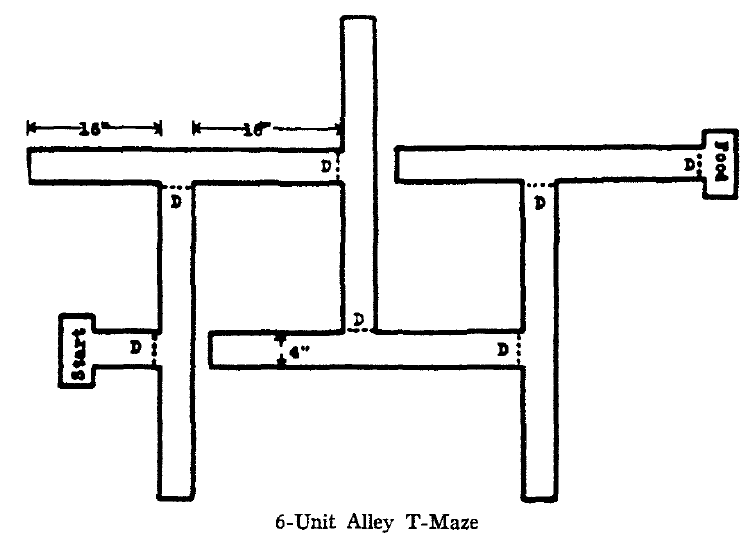 16" 16"
D D Food
D D
D
Start D 4" D
6-Unit Alley T-Maze